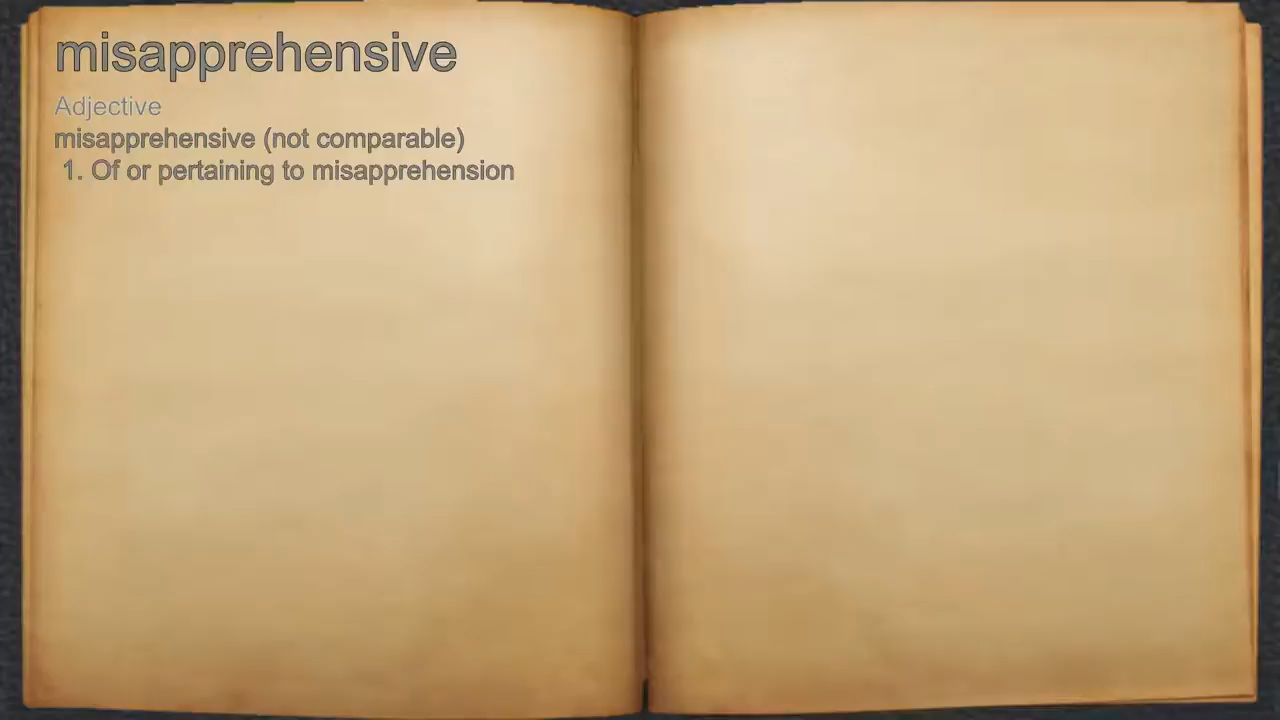 misapprehensive
Adjective
misapprehensive (not comparable)
1. Of or pertaining to misapprehension